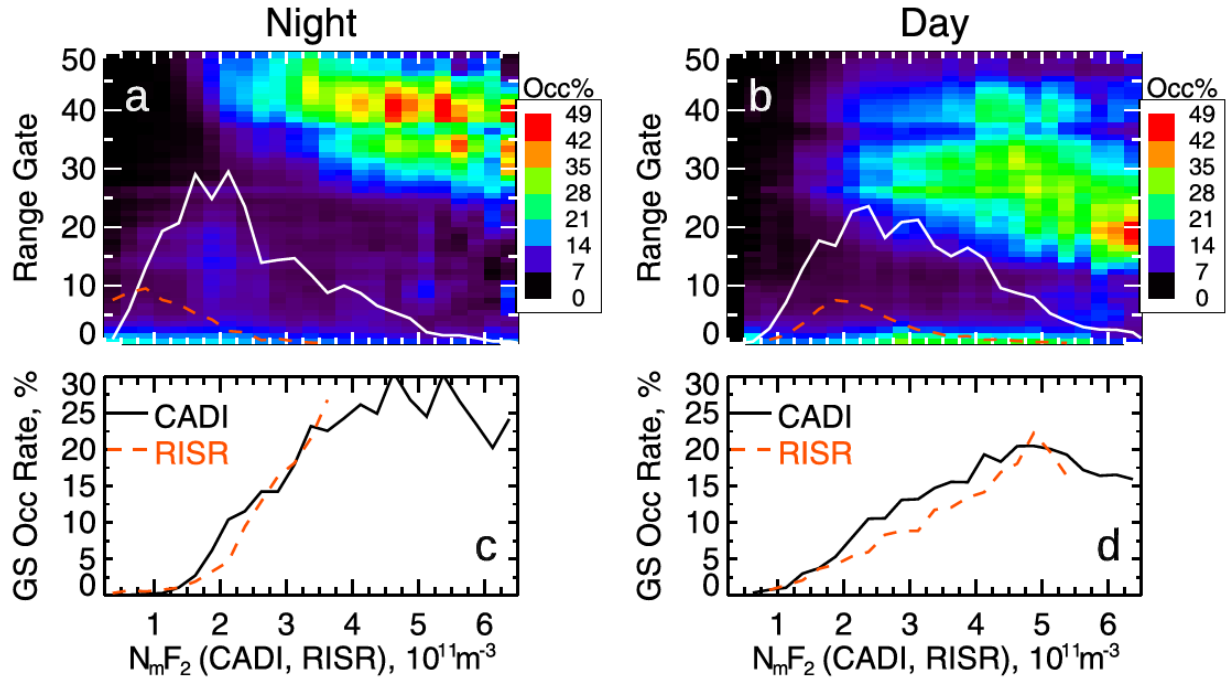 Night
Day
50
40
30
20
10
0
Range Gate
a
Occ%
49
42
35
28
21
14
7
0
50
40
30
20
10
0
Range Gate
b
Occ%
49
42
35
28
21
14
7
0
30
25
20
15
10
5
0
GS Occ Rate, %
CADI
RISR
c
1 2 3 4 5 6
NmF2 (CADI, RISR), 10^11m^-3
30
25
20
15
10
5
0
GS Occ Rate, %
CADI
RISR
d
1 2 3 4 5 6
NmF2 (CADI, RISR), 10^11m^-3